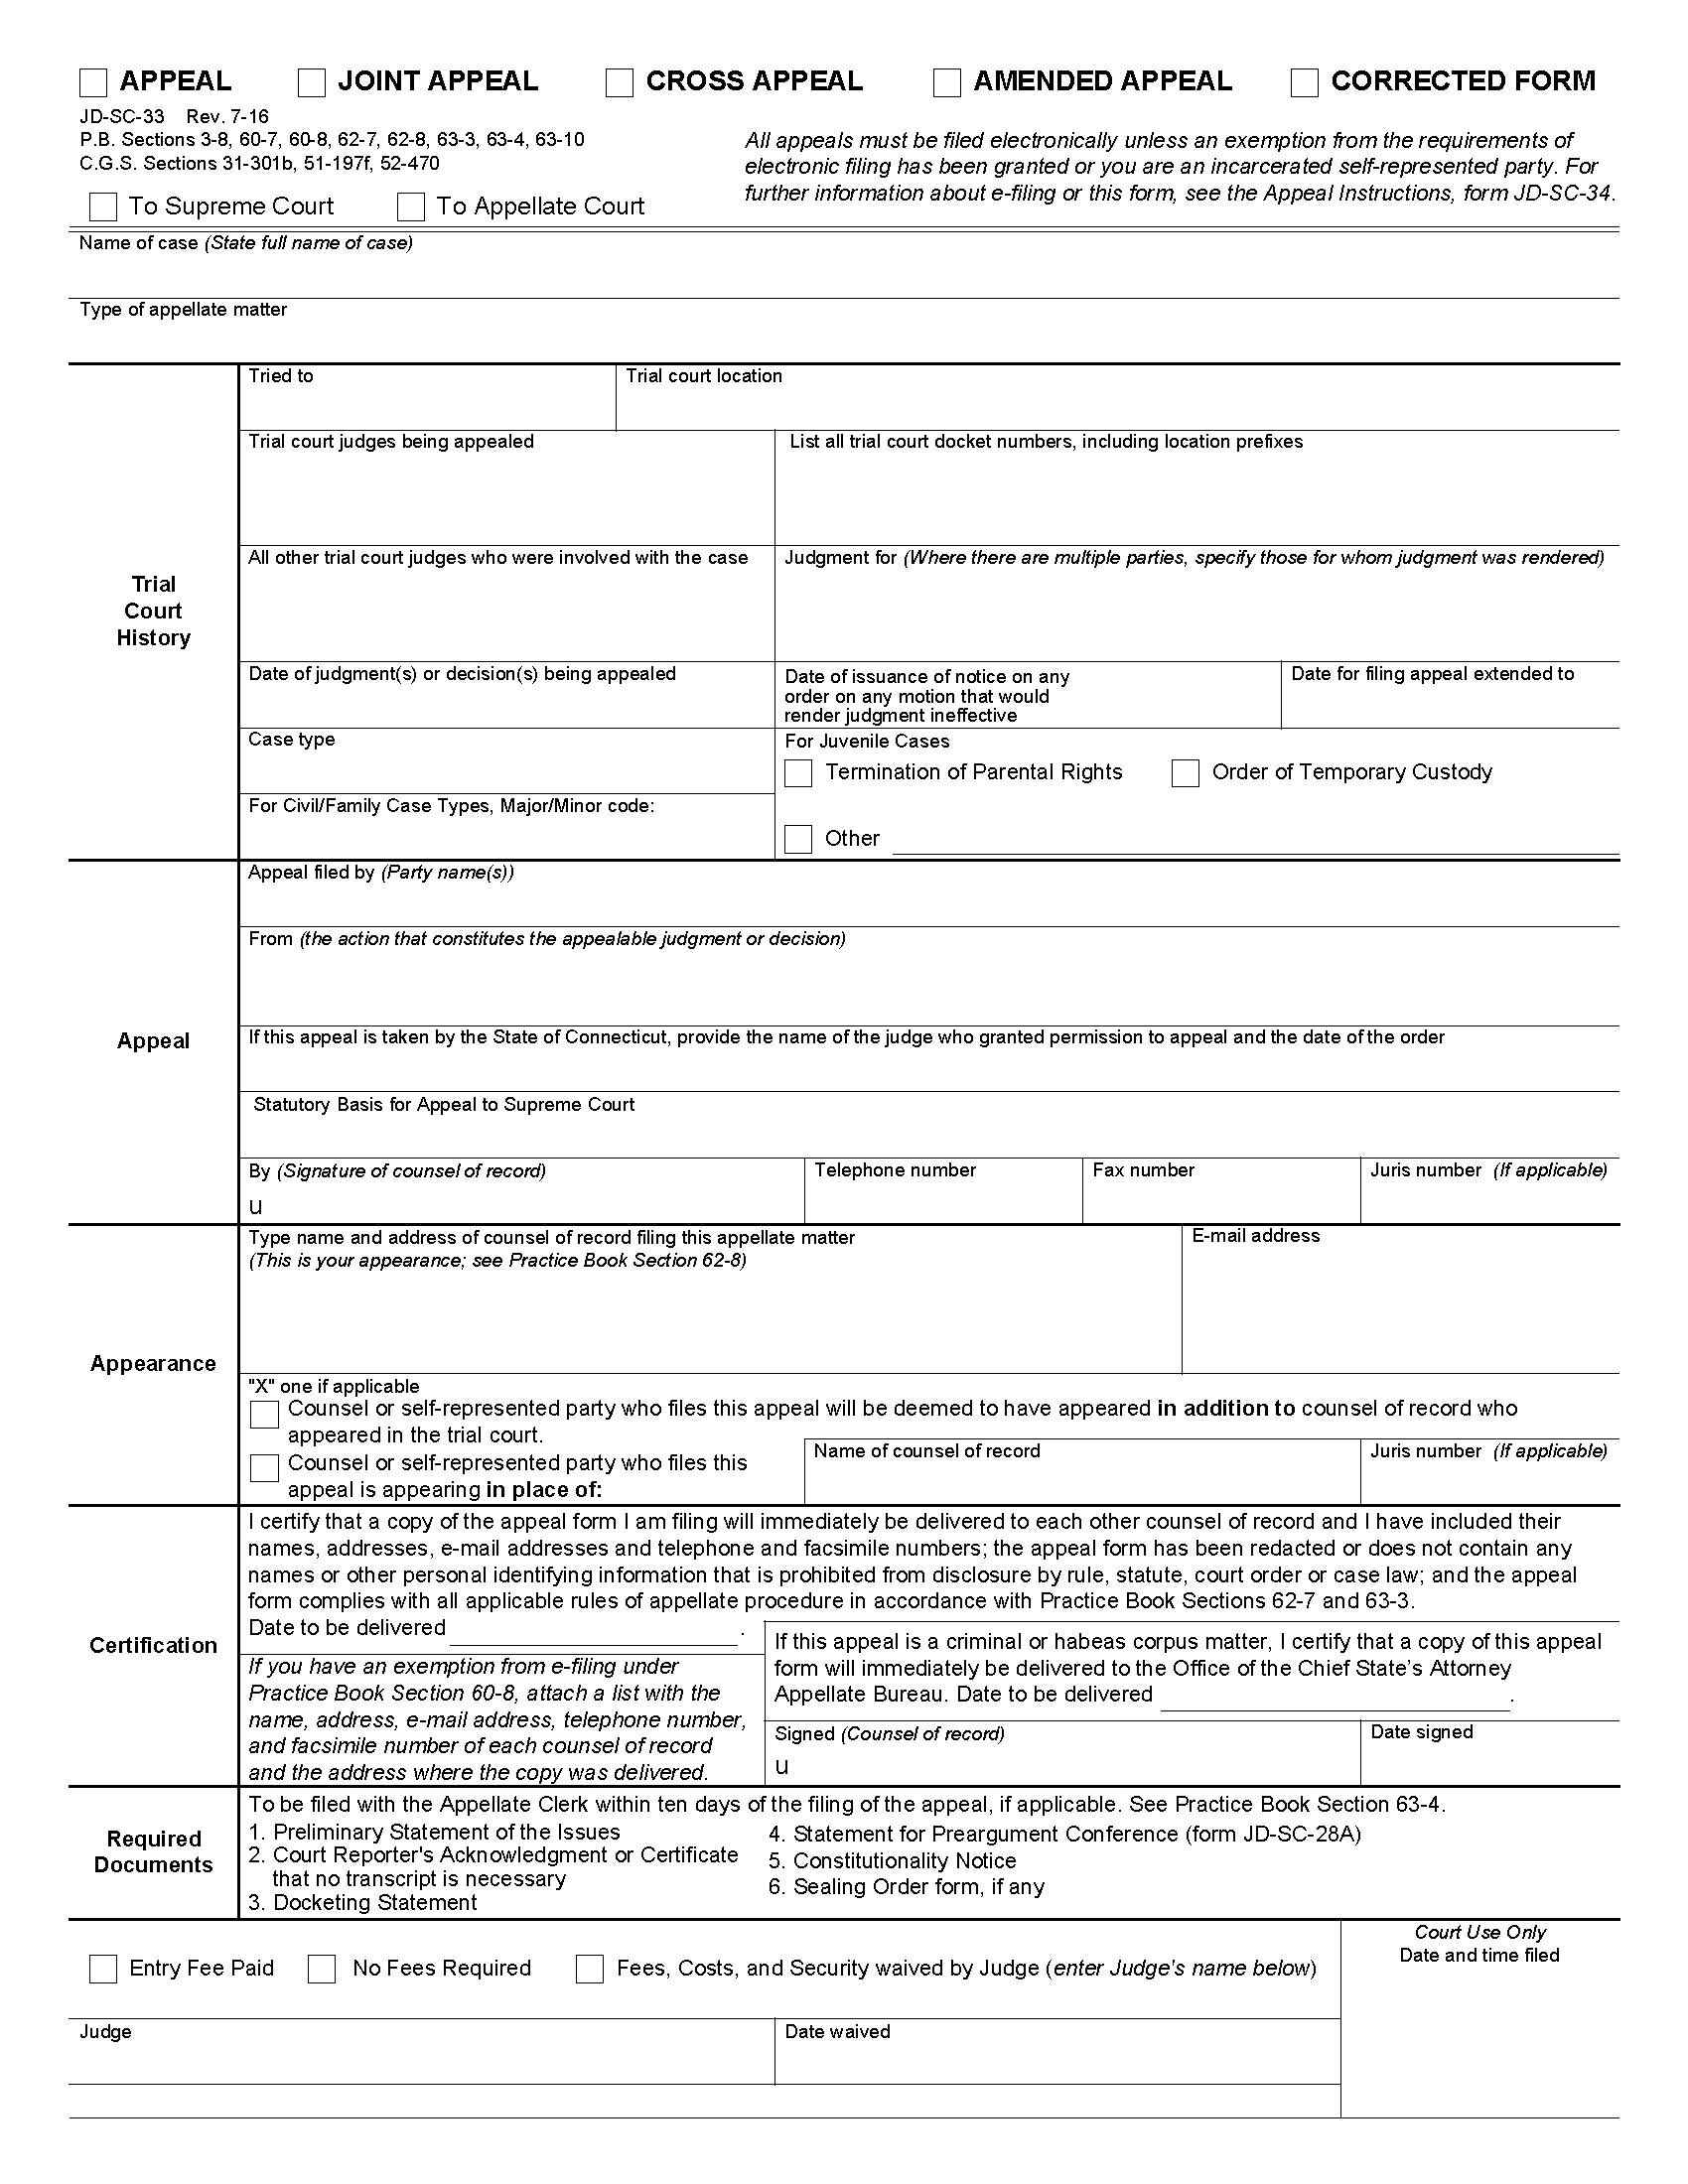 APPEAL JOINT APPEAL CROSS APPEAL AMENDED APPEAL CORRECTED FORM
JD-SC-33 Rev. 7-16
P.B. Sections 3-8, 60-7, 60-8, 62-7, 62-8, 63-3, 63-4, 63-10
C.G.S. Sections 31-301b, 51-197f, 52-470
All appeals must be filed electronically unless an exemption from the requirements of
electronic filing has been granted or you are an incarcerated self-represented party. For
further information about e-filing or this form, see the Appeal Instructions, form JD-SC-34.
To Supreme Court To Appellate Court
Name of case (State full name of case)
Type of appellate matter
Trial
Court
History
Tried to
Trial court location
Trial court judges being appealed
List all trial court docket numbers, including location prefixes
All other trial court judges who were involved with the case
Judgment for (Where there are multiple parties, specify those for whom judgment was rendered)
Date of judgment(s) or decision(s) being appealed
Date of issuance of notice on any
order on any motion that would
render judgment ineffective
Date for filing appeal extended to
Case type
For Juvenile Cases
Termination of Parental Rights Order of Temporary Custody
For Civil/Family Case Types, Major/Minor code:
Other
Appeal
Appeal filed by (Party name(s))
From (the action that constitutes the appealable judgment or decision)
If this appeal is taken by the State of Connecticut, provide the name of the judge who granted permission to appeal and the date of the order
Statutory Basis for Appeal to Supreme Court
By (Signature of counsel of record)
u
Telephone number
Fax number
Juris number (If applicable)
Appearance
Type name and address of counsel of record filing this appellate matter
(This is your appearance; see Practice Book Section 62-8)
E-mail address
"X" one if applicable
Counsel or self-represented party who files this appeal will be deemed to have appeared in addition to counsel of record who
appeared in the trial court.
Counsel or self-represented party who files this
appeal is appearing in place of:
Name of counsel of record
Juris number (If applicable)
Certification
I certify that a copy of the appeal form I am filing will immediately be delivered to each other counsel of record and I have included their
names, addresses, e-mail addresses and telephone and facsimile numbers; the appeal form has been redacted or does not contain any
names or other personal identifying information that is prohibited from disclosure by rule, statute, court order or case law; and the appeal
form complies with all applicable rules of appellate procedure in accordance with Practice Book Sections 62-7 and 63-3.
Date to be delivered .
If you have an exemption from e-filing under
Practice Book Section 60-8, attach a list with the
name, address, e-mail address, telephone number,
and facsimile number of each counsel of record
and the address where the copy was delivered.
If this appeal is a criminal or habeas corpus matter, I certify that a copy of this appeal
form will immediately be delivered to the Office of the Chief State’s Attorney
Appellate Bureau. Date to be delivered .
Signed (Counsel of record)
u
Date signed
Required
Documents
To be filed with the Appellate Clerk within ten days of the filing of the appeal, if applicable. See Practice Book Section 63-4.
1. Preliminary Statement of the Issues
2. Court Reporter's Acknowledgment or Certificate
that no transcript is necessary
3. Docketing Statement
4. Statement for Preargument Conference (form JD-SC-28A)
5. Constitutionality Notice
6. Sealing Order form, if any
Entry Fee Paid No Fees Required Fees, Costs, and Security waived by Judge (enter Judge's name below)
Court Use Only
Date and time filed
Judge
Date waived